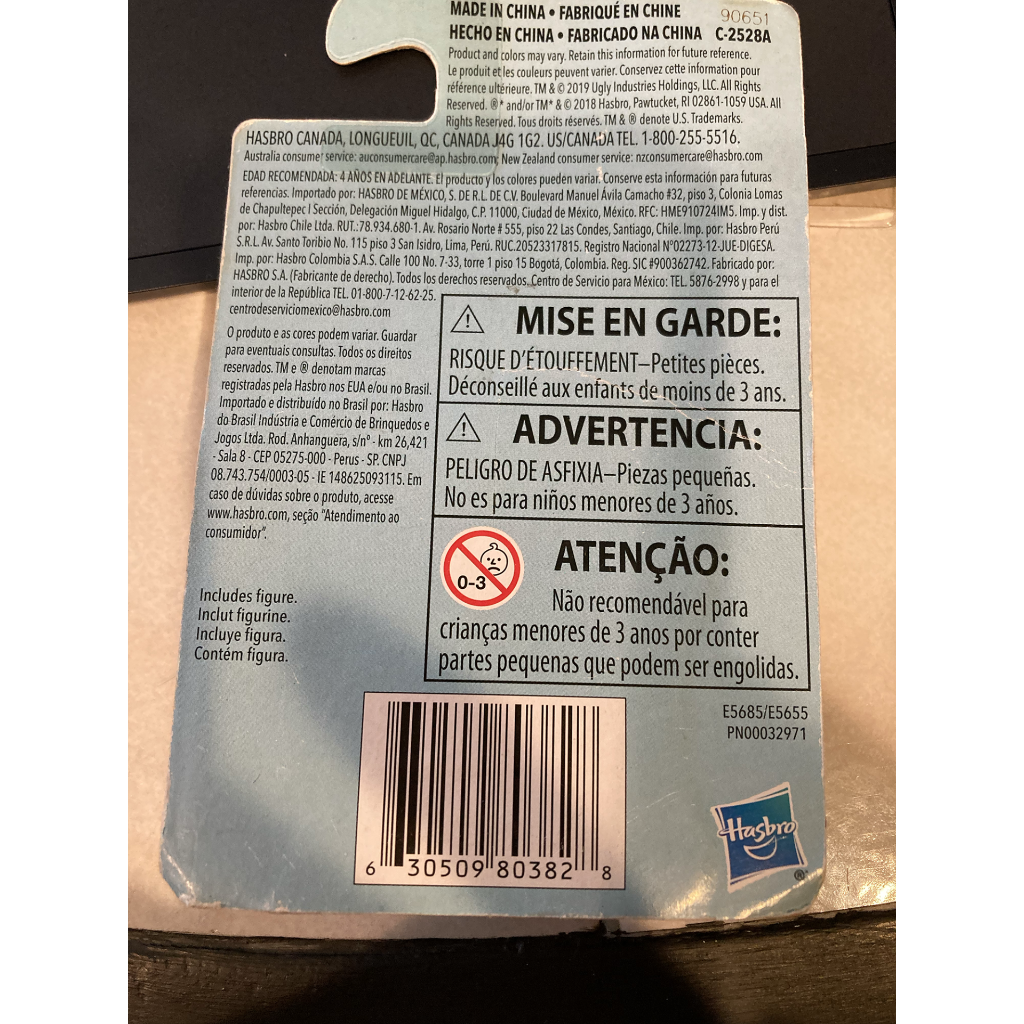 MADE IN CHINA • FABRIQUÉ EN CHINE
90651
HECHO EN CHINA • FABRICADO NA CHINA C-2528A
Product and colors may vary. Retain this information for future reference.
Le produit et les couleurs peuvent varier. Conservez cette information pour
référence ultérieure. TM & © 2019 Ugly Industries Holdings, LLC. All Rights
Reserved. ®* and/or TM* & © 2018 Hasbro, Pawtucket, RI 02861-1059 USA. All
Rights Reserved. Tous droits réservés. TM & ® denote U.S. Trademarks.
HASBRO CANADA, LONGUEUIL, QC, CANADA J4G 1G2. US/CANADA TEL. 1-800-255-5516.
Australia consumer service: auconsumercare@ap.hasbro.com; New Zealand consumer service: nzconsumercare@hasbro.com
EDAD RECOMENDADA: 4 AÑOS EN ADELANTE. El producto y los colores pueden variar. Conserve esta información para futuras
referencias. Importado por: HASBRO DE MÉXICO, S. DE R.L. DE C.V. Boulevard Manuel Ávila Camacho #32, piso 3, Colonia Lomas
de Chapultepec I Sección, Delegación Miguel Hidalgo, C.P. 11000, Ciudad de México, México. RFC: HME910724IM5. Imp. y dist.
por: Hasbro Chile Ltda. RUT.:78.934.680-1. Av. Rosario Norte # 555, piso 22 Las Condes, Santiago, Chile. Imp. por: Hasbro Perú
S.R.L. Av. Santo Toribio No. 115 piso 3 San Isidro, Lima, Perú. RUC.20523317815. Registro Nacional Nº02273-12-JUE-DIGESA.
Imp. por: Hasbro Colombia S.A.S. Calle 100 No. 7-33, torre 1 piso 15 Bogotá, Colombia. Reg. SIC #900362742. Fabricado por:
HASBRO S.A. (Fabricante de derecho). Todos los derechos reservados. Centro de Servicio para México: TEL. 5876-2998 y para el
interior de la República TEL. 01-800-7-12-62-25.
centrodeserviciomexico@hasbro.com
O produto e as cores podem variar. Guardar
para eventuais consultas. Todos os direitos
reservados. TM e ® denotam marcas
registradas pela Hasbro nos EUA e/ou no Brasil.
Importado e distribuído no Brasil por: Hasbro
do Brasil Indústria e Comércio de Brinquedos e
Jogos Ltda. Rod. Anhanguera, s/nº - km 26,421
- Sala 8 - CEP 05275-000 - Perus - SP. CNPJ
08.743.754/0003-05 - IE 148625093115. Em
caso de dúvidas sobre o produto, acesse
www.hasbro.com, seção "Atendimento ao
consumidor".
MISE EN GARDE:
RISQUE D'ÉTOUFFEMENT–Petites pièces.
Déconseillé aux enfants de moins de 3 ans.
ADVERTENCIA:
PELIGRO DE ASFIXIA–Piezas pequeñas.
No es para niños menores de 3 años.
0-3
ATENÇÃO:
Não recomendável para
crianças menores de 3 anos por conter
partes pequenas que podem ser engolidas.
Includes figure.
Inclut figurine.
Incluye figura.
Contém figura.
E5685/E5655
PN00032971
6 30509 80382 8
Hasbro
®*